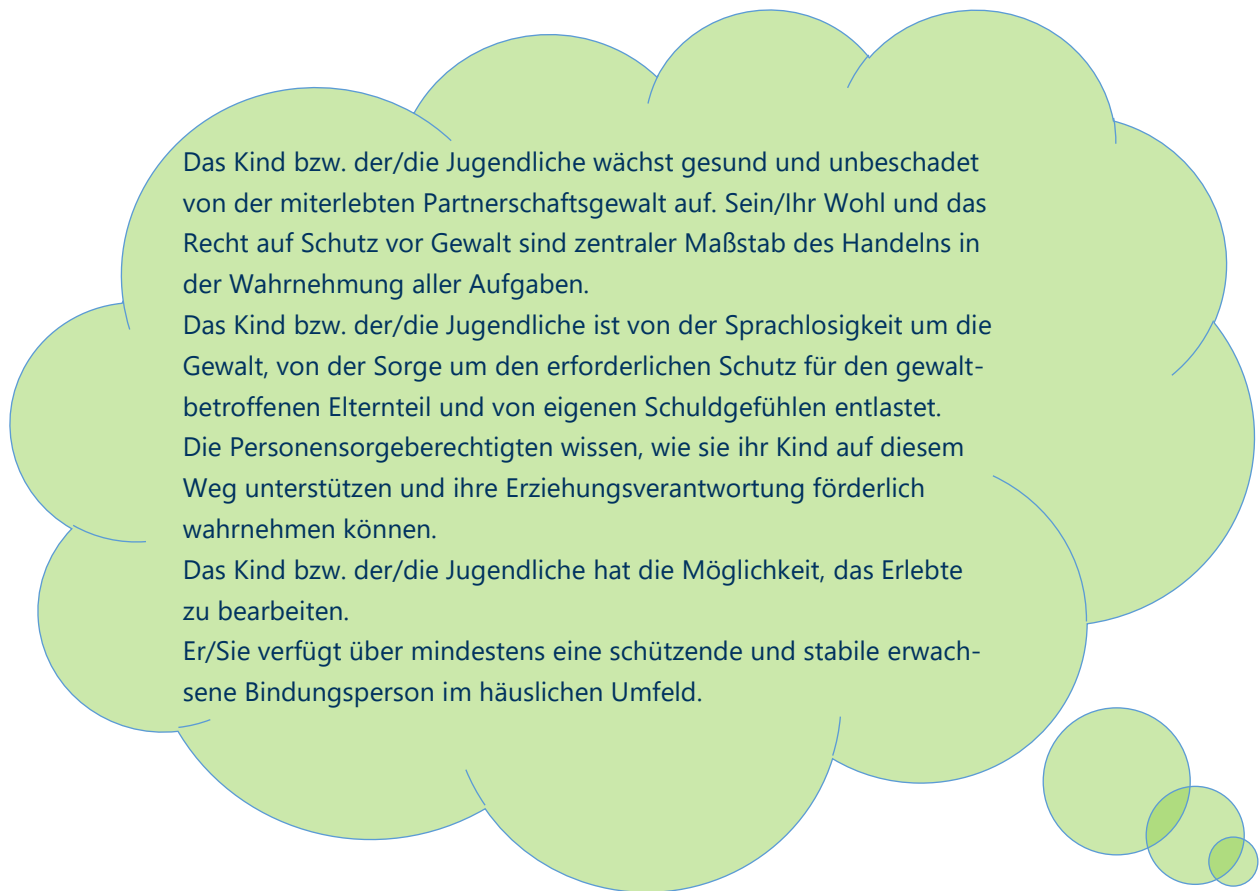 Das Kind bzw. der/die Jugendliche wächst gesund und unbeschadet
von der miterlebten Partnerschaftsgewalt auf. Sein/Ihr Wohl und das
Recht auf Schutz vor Gewalt sind zentraler Maßstab des Handelns in
der Wahrnehmung aller Aufgaben.
Das Kind bzw. der/die Jugendliche ist von der Sprachlosigkeit um die
Gewalt, von der Sorge um den erforderlichen Schutz für den gewalt-
betroffenen Elternteil und von eigenen Schuldgefühlen entlastet.
Die Personensorgeberechtigten wissen, wie sie ihr Kind auf diesem
Weg unterstützen und ihre Erziehungsverantwortung förderlich
wahrnehmen können.
Das Kind bzw. der/die Jugendliche hat die Möglichkeit, das Erlebte
zu bearbeiten.
Er/Sie verfügt über mindestens eine schützende und stabile erwach-
sene Bindungsperson im häuslichen Umfeld.